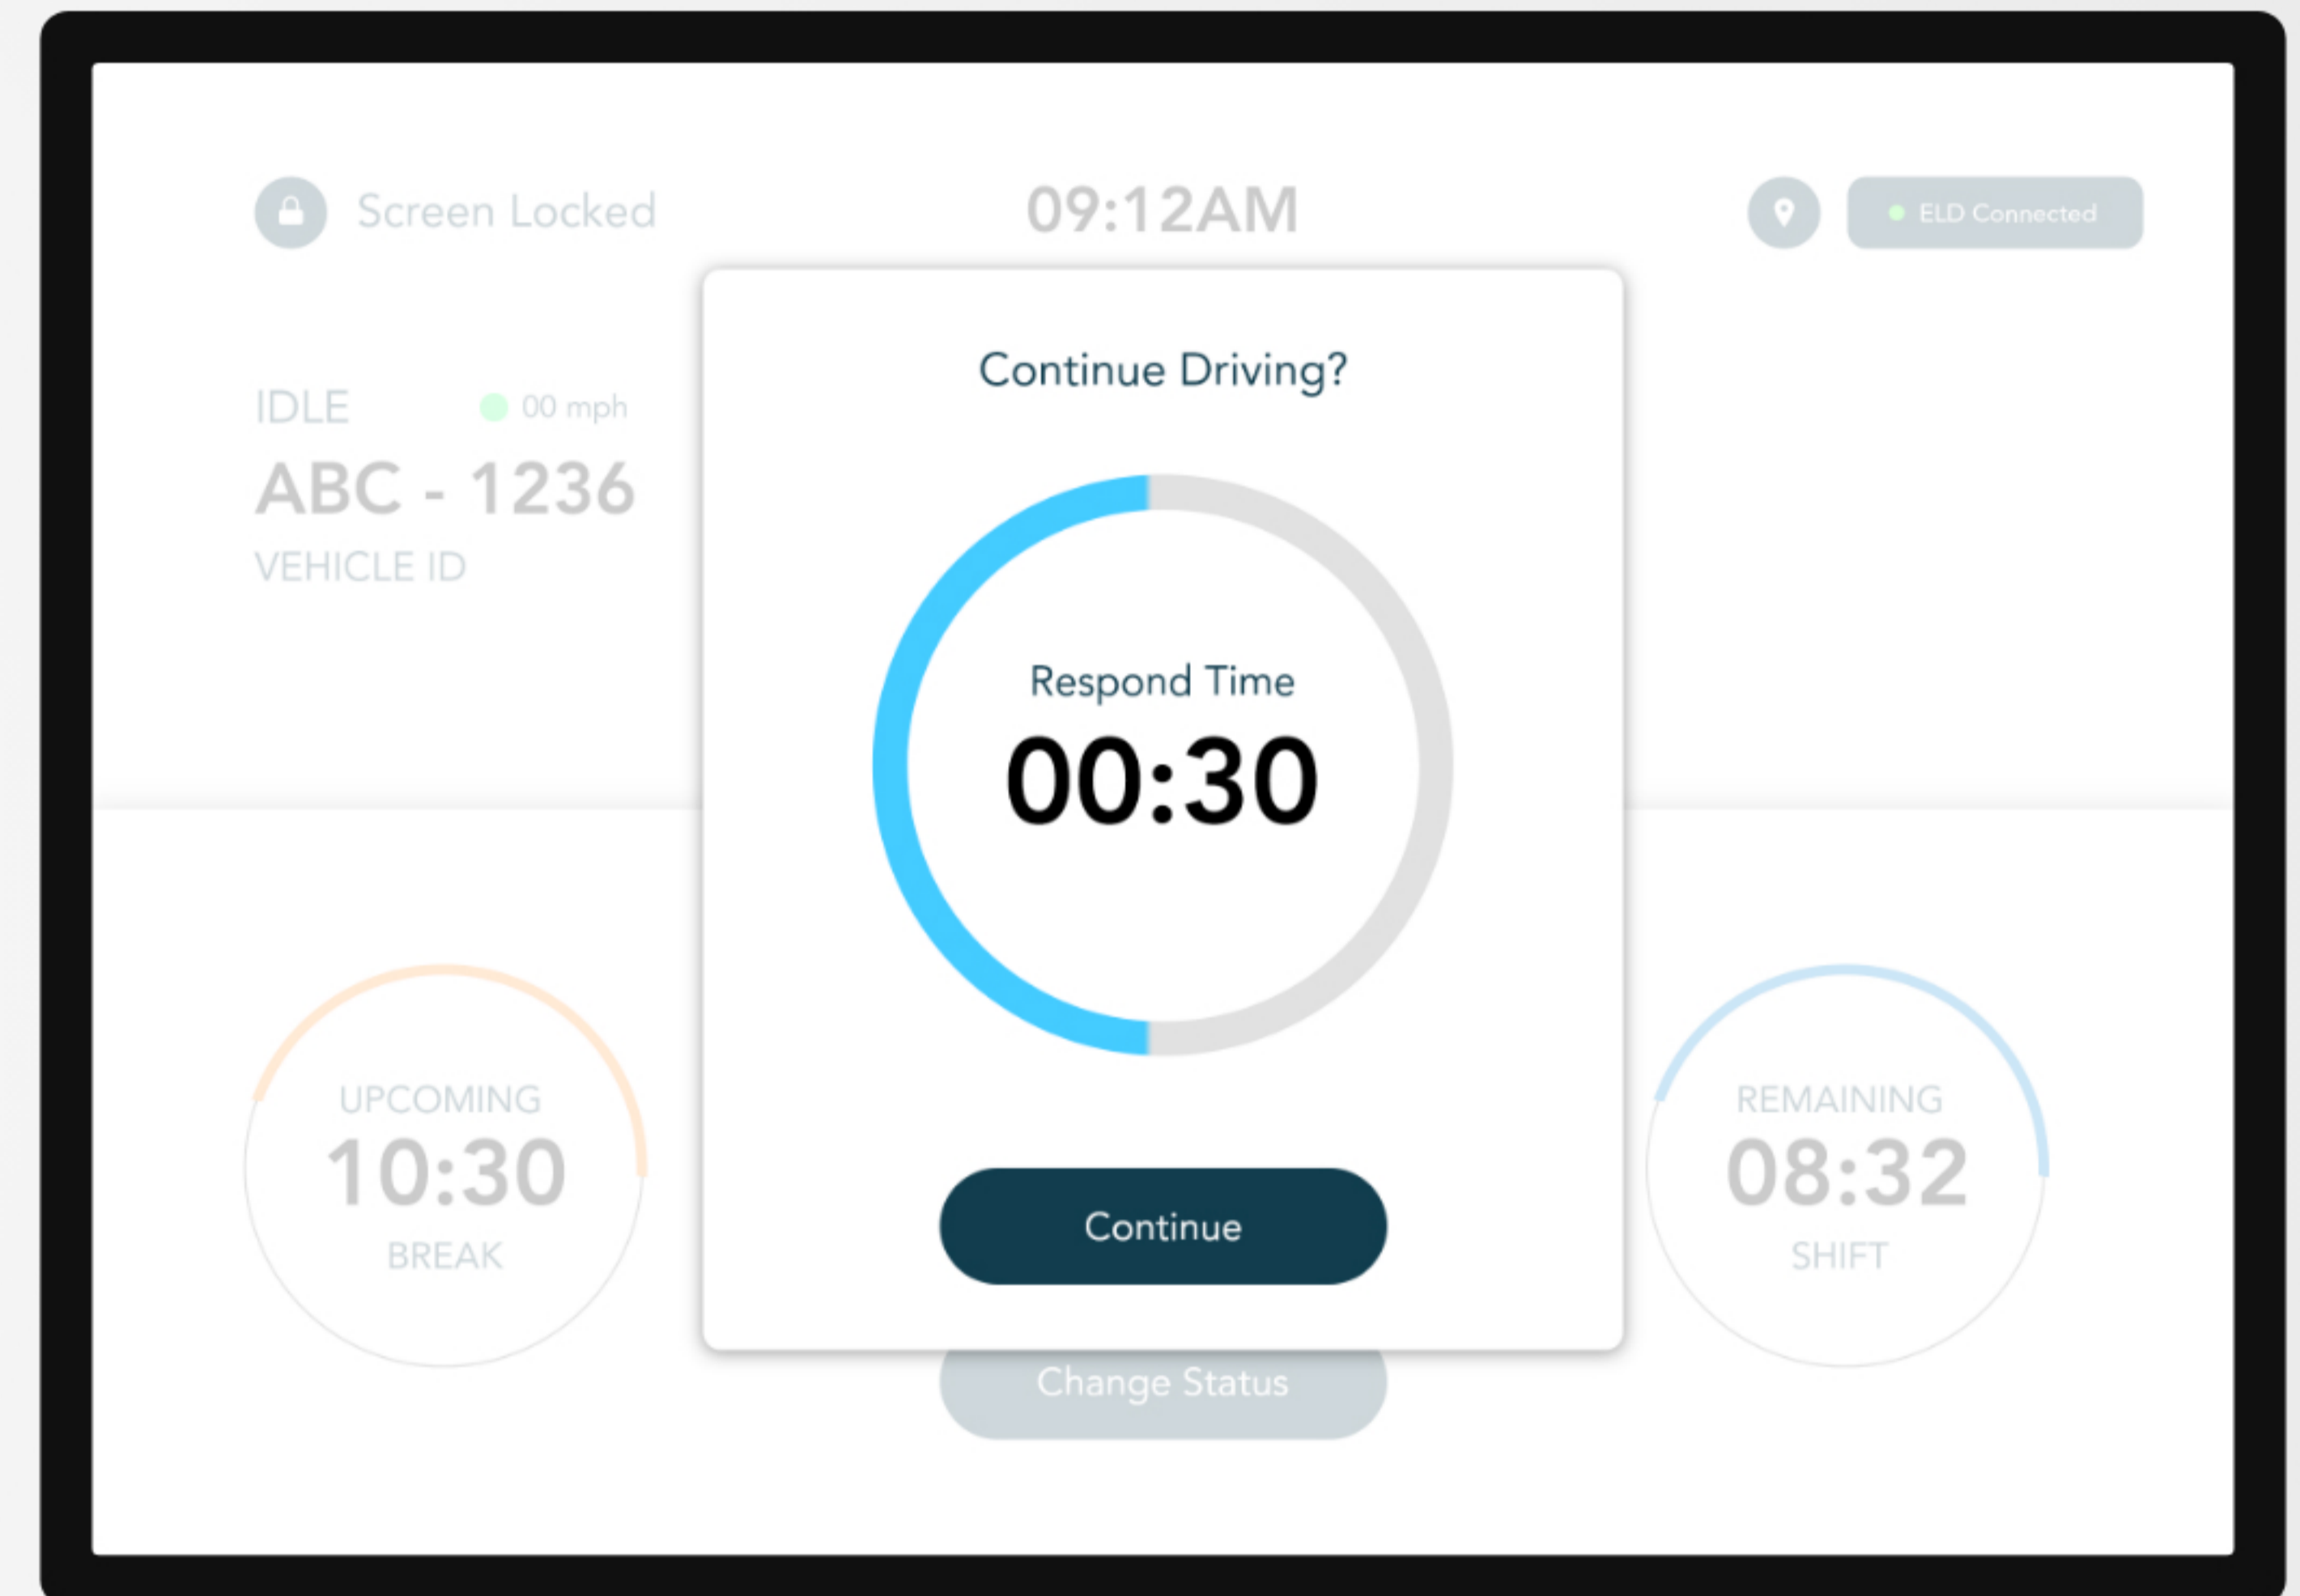 Screen Locked
09:12AM
ELD Connected
Continue Driving?
IDLE
00 mph
ABC - 1236
VEHICLE ID
Respond Time
00:30
UPCOMING
10:30
BREAK
REMAINING
08:32
SHIFT
Continue
Change Status